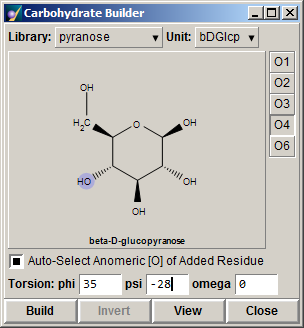 Carbohydrate Builder
Library: pyranose Unit: bDGlcp
O1
O2
O3
O4
O6
OH
H2C
O
OH
HO
OH
OH
beta-D-glucopyranose
Auto-Select Anomeric [O] of Added Residue
Torsion: phi 35 psi -28 omega 0
Build Invert View Close